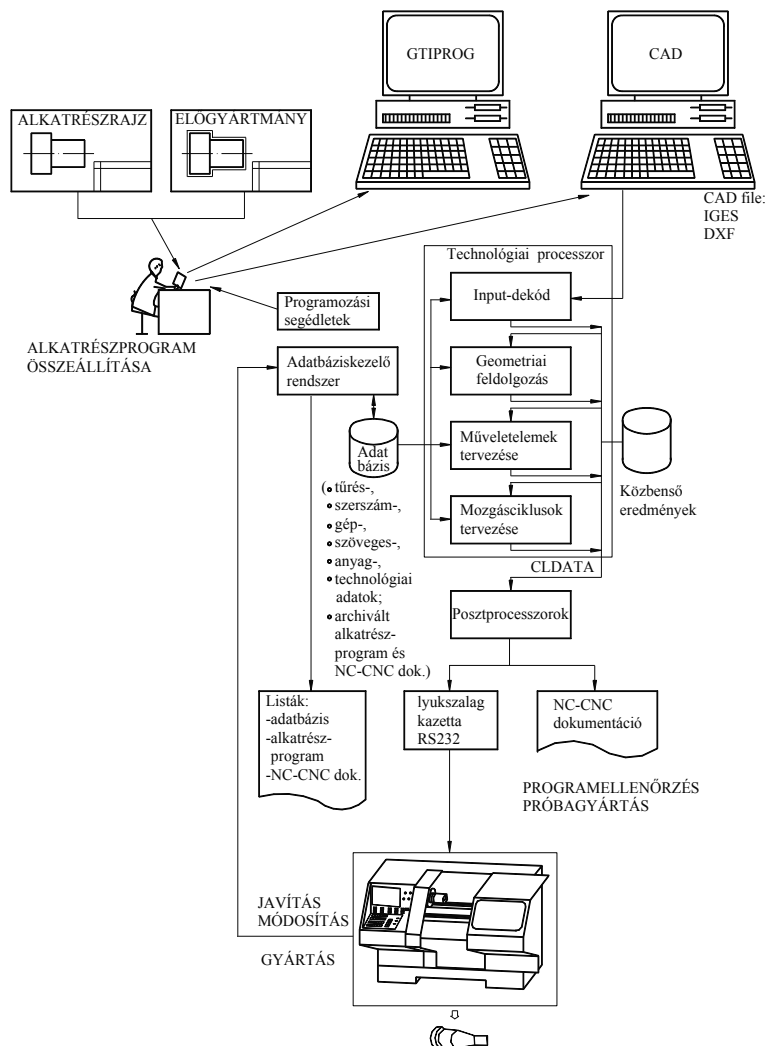 GTIPROG
CAD
ALKATRÉSZRAJZ
ELŐGYÁRTMÁNY
CAD file:
IGES
DXF
Technológiai processzor
Input-dekód
Programozási
segédletek
ALKATRÉSZPROGRAM
ÖSSZEÁLLÍTÁSA
Adatbáziskezelő
rendszer
Geometriai
feldolgozás
Adat
bázis
Műveletelemek
tervezése
Közbenső
eredmények
Mozgásciklusok
tervezése
(• tűrés-,
• szerszám-,
• gép-,
• szöveges-,
• anyag-,
• technológiai
adatok;
• archivált
alkatrész-
program és
NC-CNC dok.)
CLDATA
Posztprocesszorok
Listák:
-adatbázis
-alkatrész-
program
-NC-CNC dok.
lyukszalag
kazetta
RS232
NC-CNC
dokumentáció
PROGRAMELLENŐRZÉS
PRÓBAGYÁRTÁS
JAVÍTÁS
MÓDOSÍTÁS
GYÁRTÁS